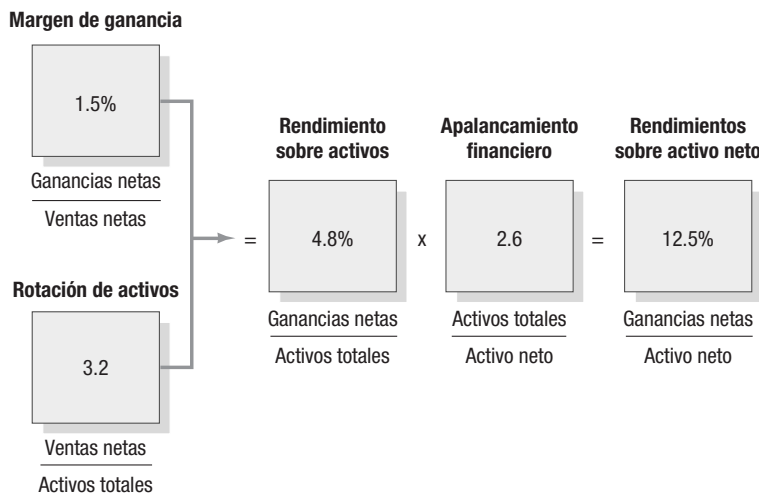 Margen de ganancia
1.5%
Ganancias netas
Ventas netas
Rotación de activos
3.2
Ventas netas
Activos totales
=
Rendimiento
sobre activos
4.8%
Ganancias netas
Activos totales
x
Apalancamiento
financiero
2.6
Activos totales
Activo neto
=
Rendimientos
sobre activo neto
12.5%
Ganancias netas
Activo neto